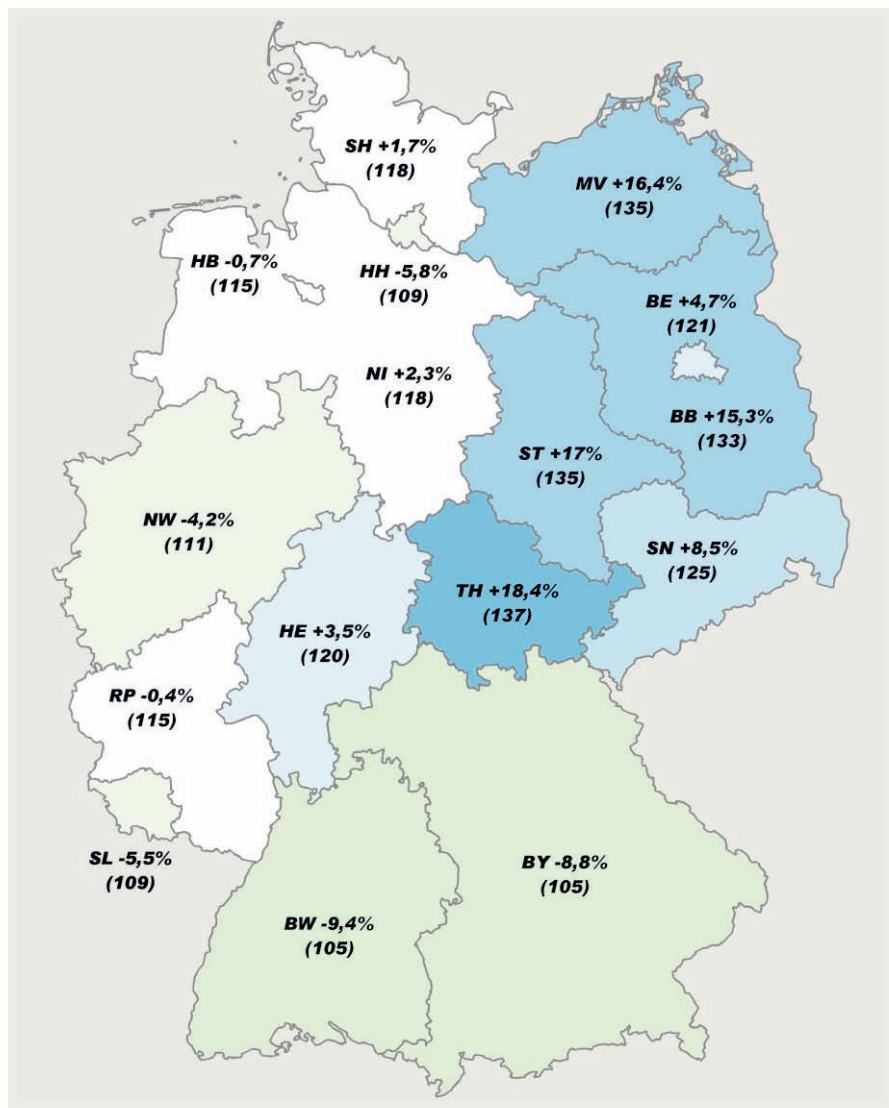 SH +1,7%
(118)
MV +16,4%
(135)
HB -0,7%
(115)
HH -5,8%
(109)
BE +4,7%
(121)
NI +2,3%
(118)
BB +15,3%
(133)
ST +17%
(135)
NW -4,2%
(111)
SN +8,5%
(125)
TH +18,4%
(137)
HE +3,5%
(120)
RP -0,4%
(115)
SL -5,5%
(109)
BY -8,8%
(105)
BW -9,4%
(105)